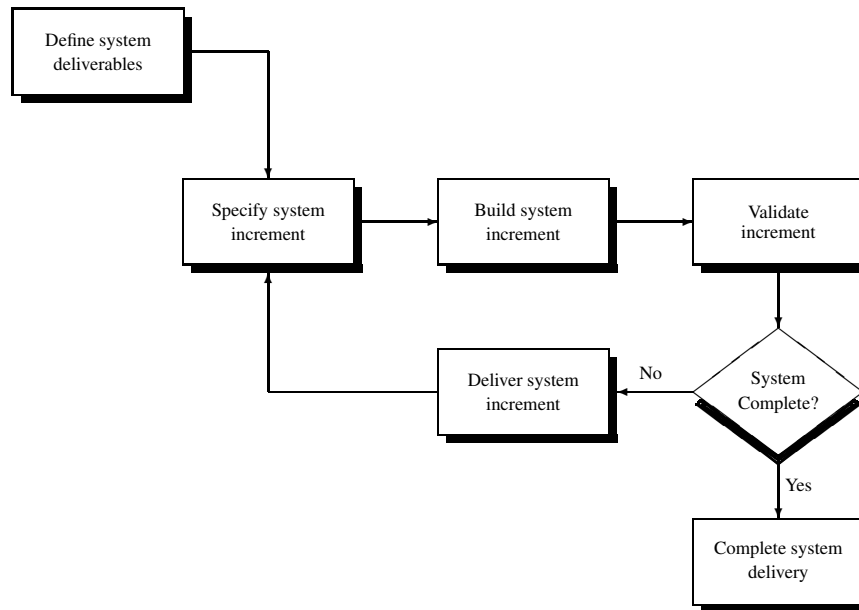 Define system
deliverables
Specify system
increment
Build system
increment
Validate
increment
Deliver system
increment
No
System
Complete?
Yes
Complete system
delivery